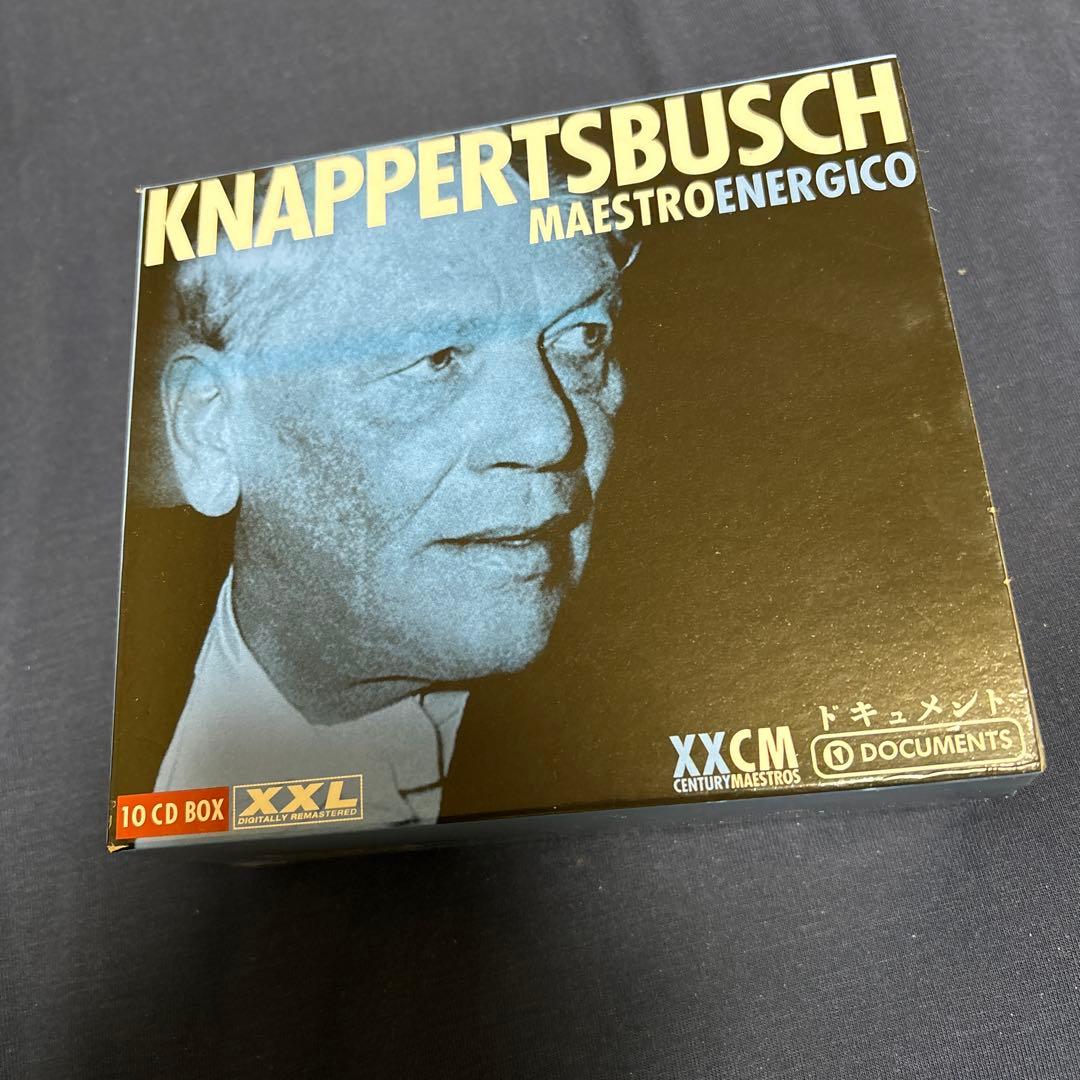 KNAPPERTSBUSCH
MAESTROENERGICO
ドキュメント
XXCM
CENTURYMAESTROS
DOCUMENTS
10 CD BOX
XXL
DIGITALLY REMASTERED